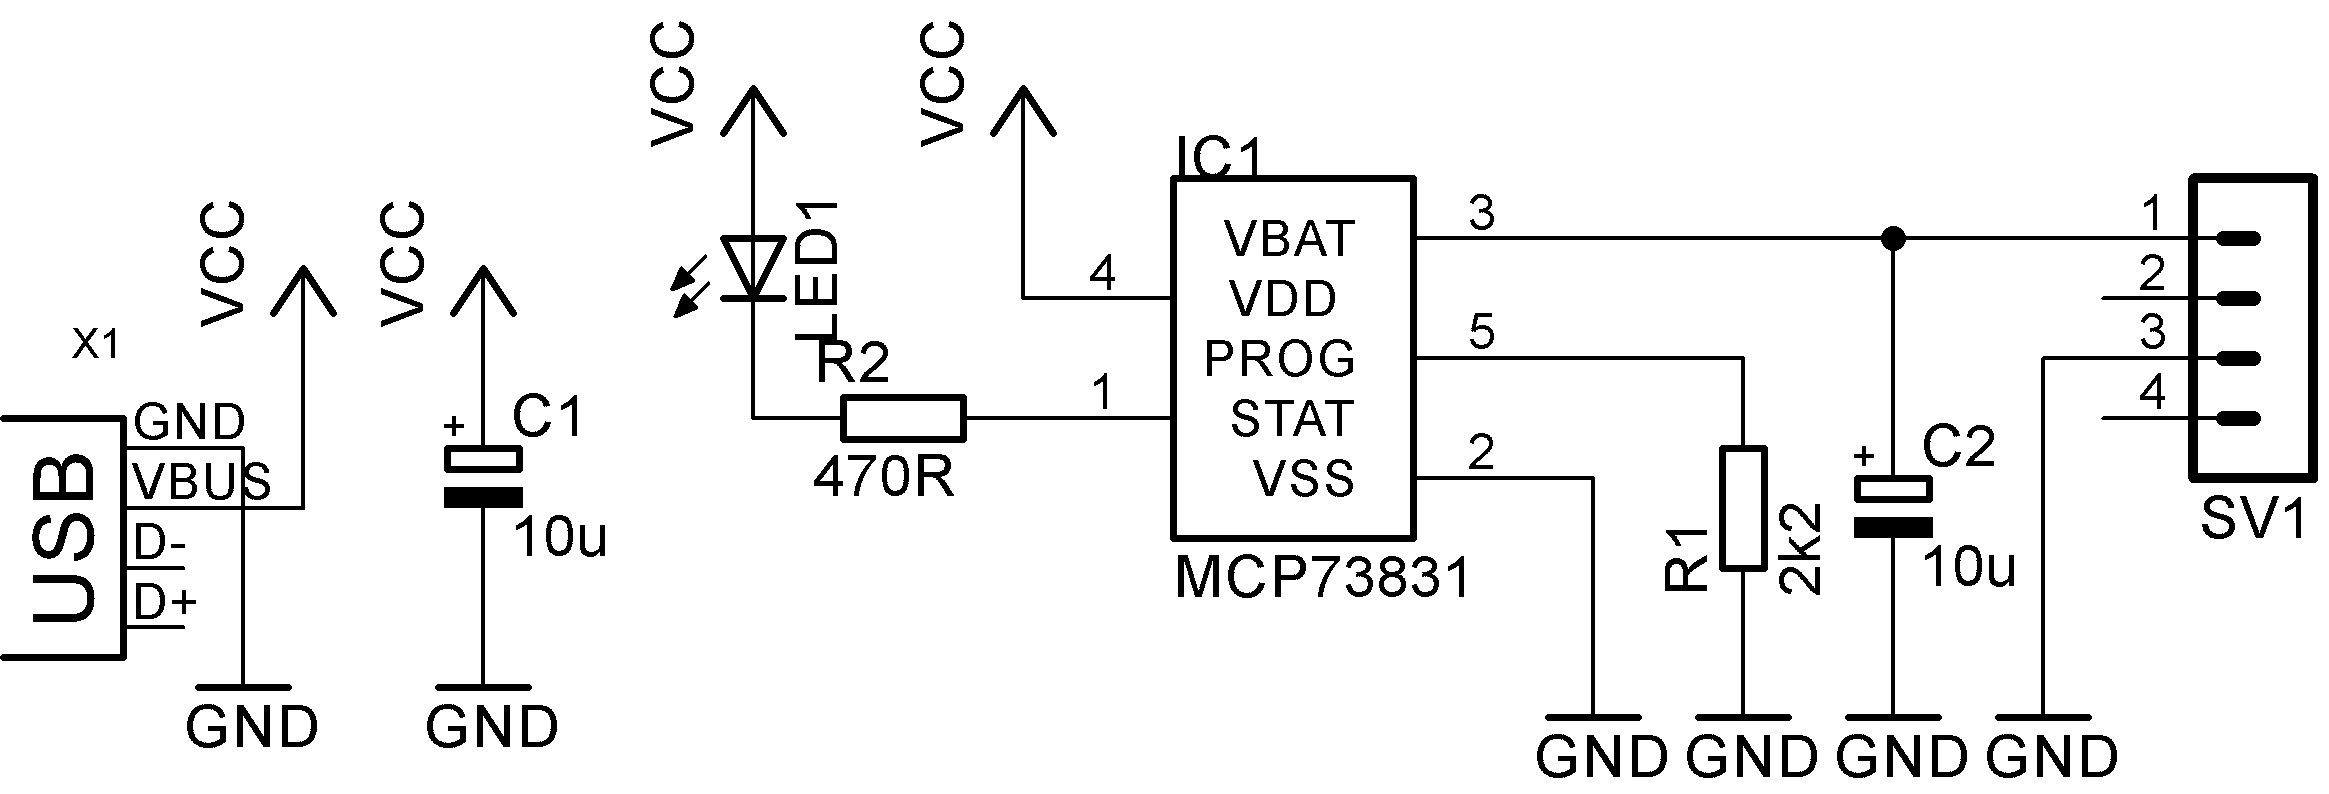 VCC
VCC
VCC
VCC
X1
USB
GND
VBUS
D-
D+
GND
+
C1
10u
GND
LED1
R2
470R
IC1
4
1
VBAT
VDD
PROG
STAT
VSS
MCP73831
3
5
2
GND
R1
2k2
GND
+
C2
10u
GND
1
2
3
4
SV1
GND